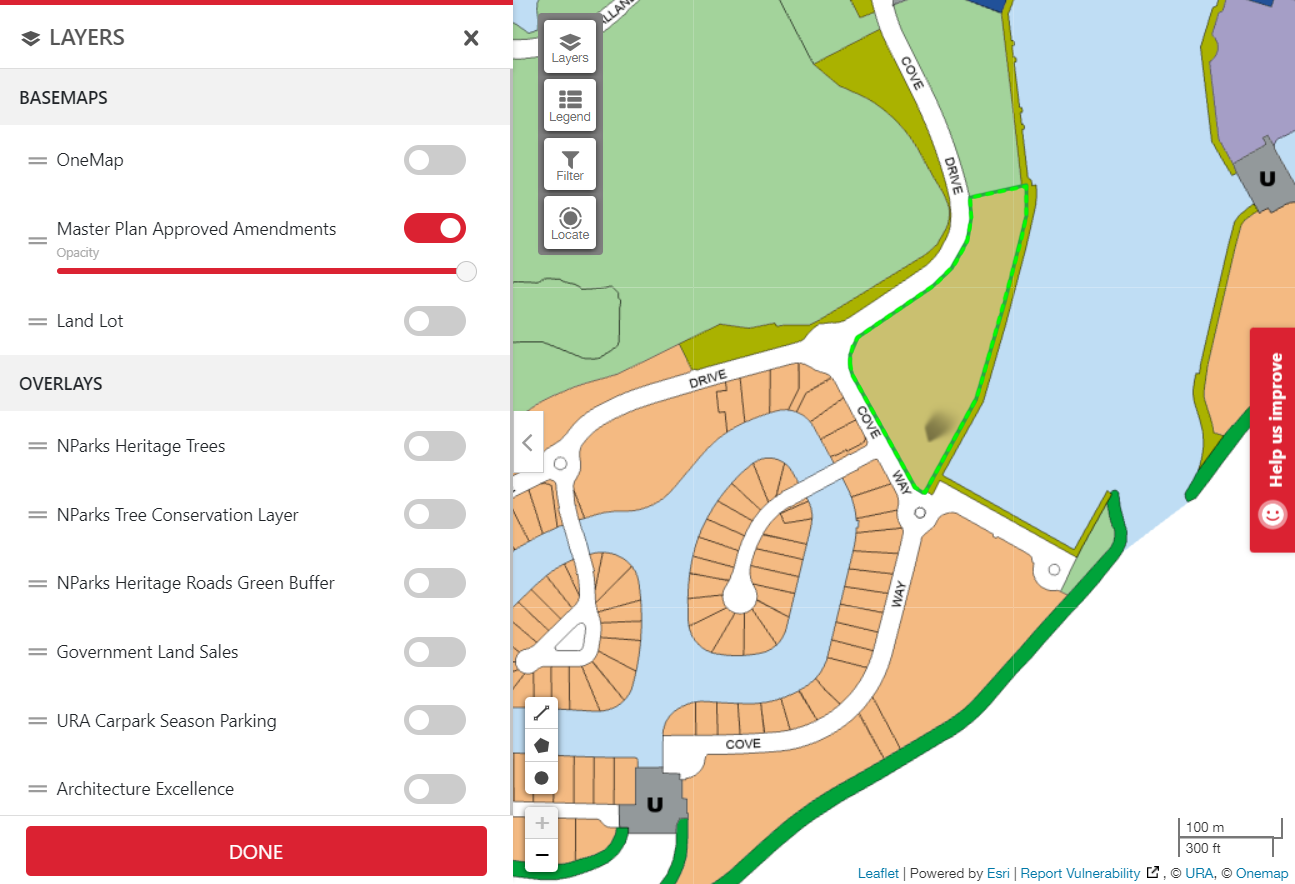 LAYERS
BASEMAPS
OneMap
Master Plan Approved Amendments
Opacity
Land Lot
OVERLAYS
NParks Heritage Trees
NParks Tree Conservation Layer
NParks Heritage Roads Green Buffer
Government Land Sales
URA Carpark Season Parking
Architecture Excellence
DONE
Layers
Legend
Filter
Locate
COVE
DRIVE
U
DRIVE
COVE
WAY
WAY
COVE
U
Help us improve
100 m
300 ft
Leaflet | Powered by Esri | Report Vulnerability , © URA, © Onemap